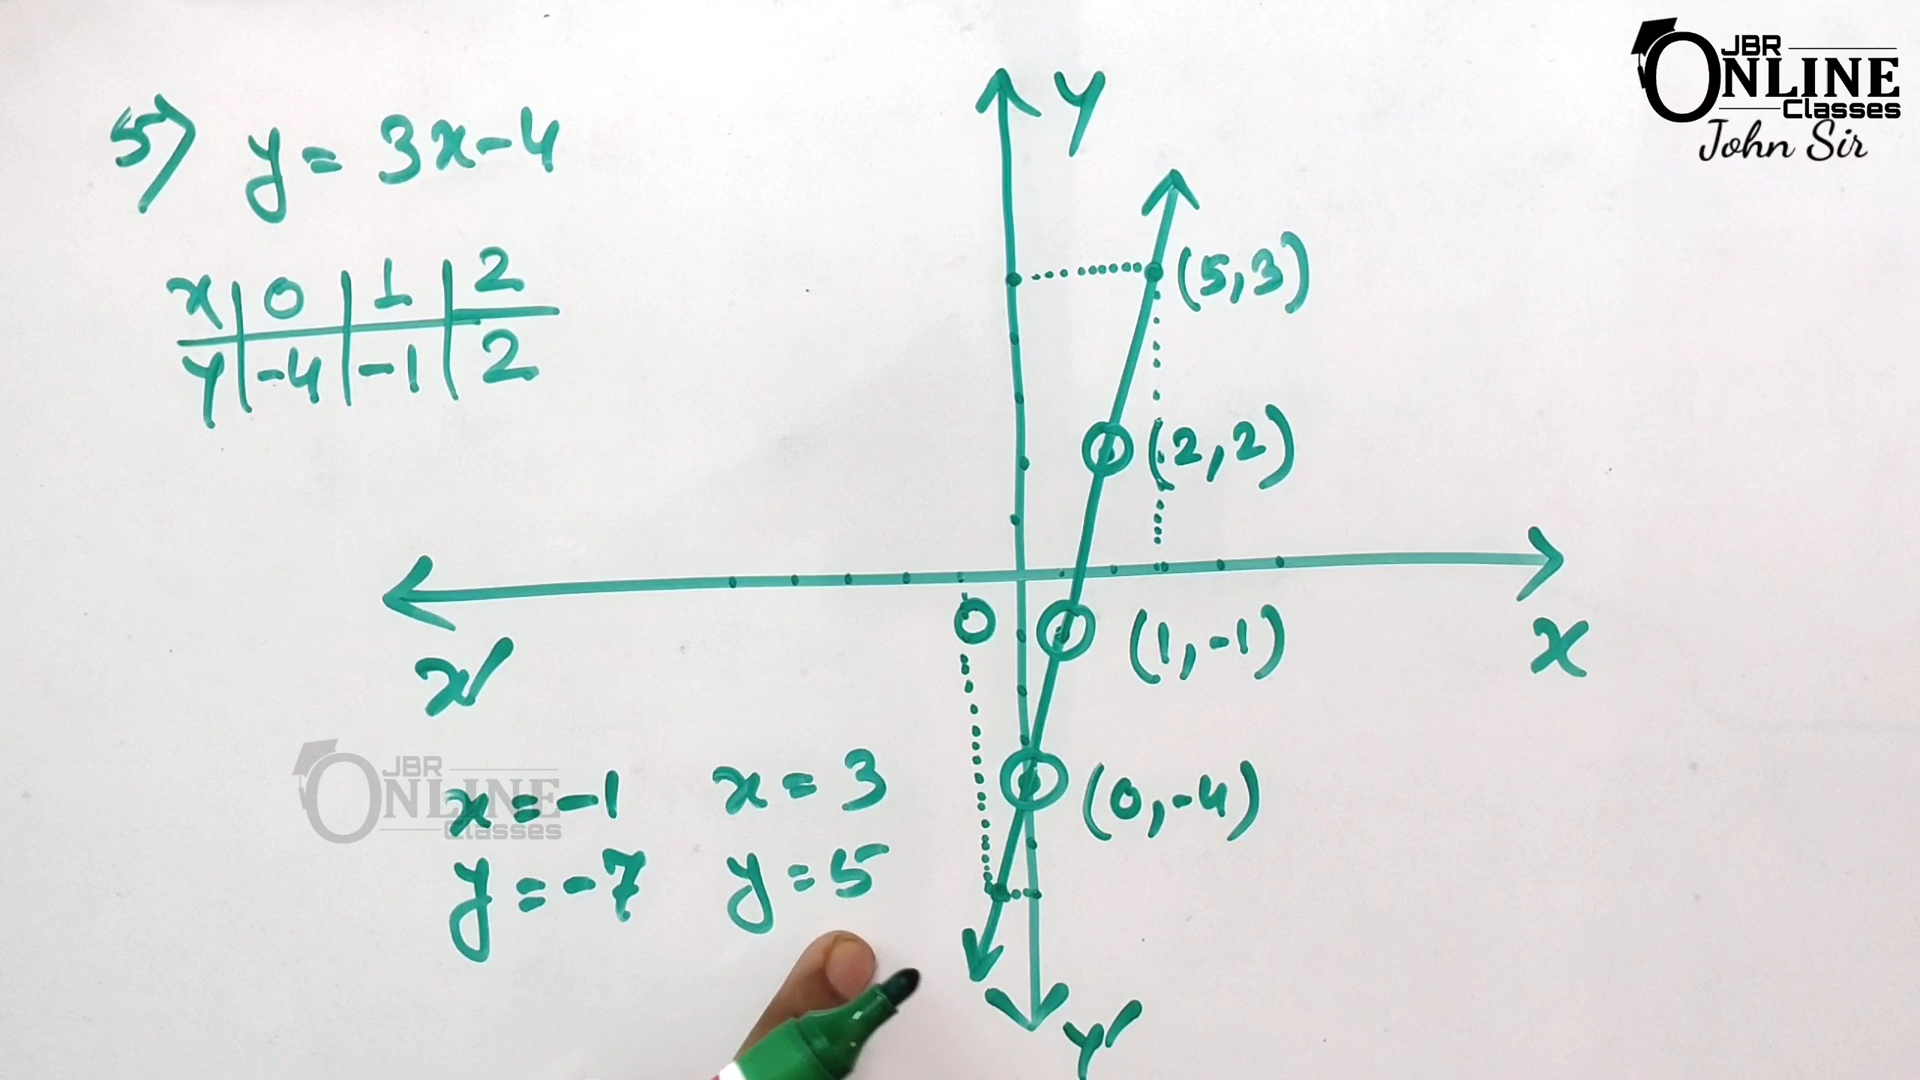 JBR
ONLINE
Classes
John Sir
5) y = 3x-4
x 0 1 2
y -4 -1 2
Y
(5,3)
(2,2)
O (1,-1)
x' x
(0,-4)
JBR
ONLINE
Classes
x=-1 x=3
y=-7 y=5
y'